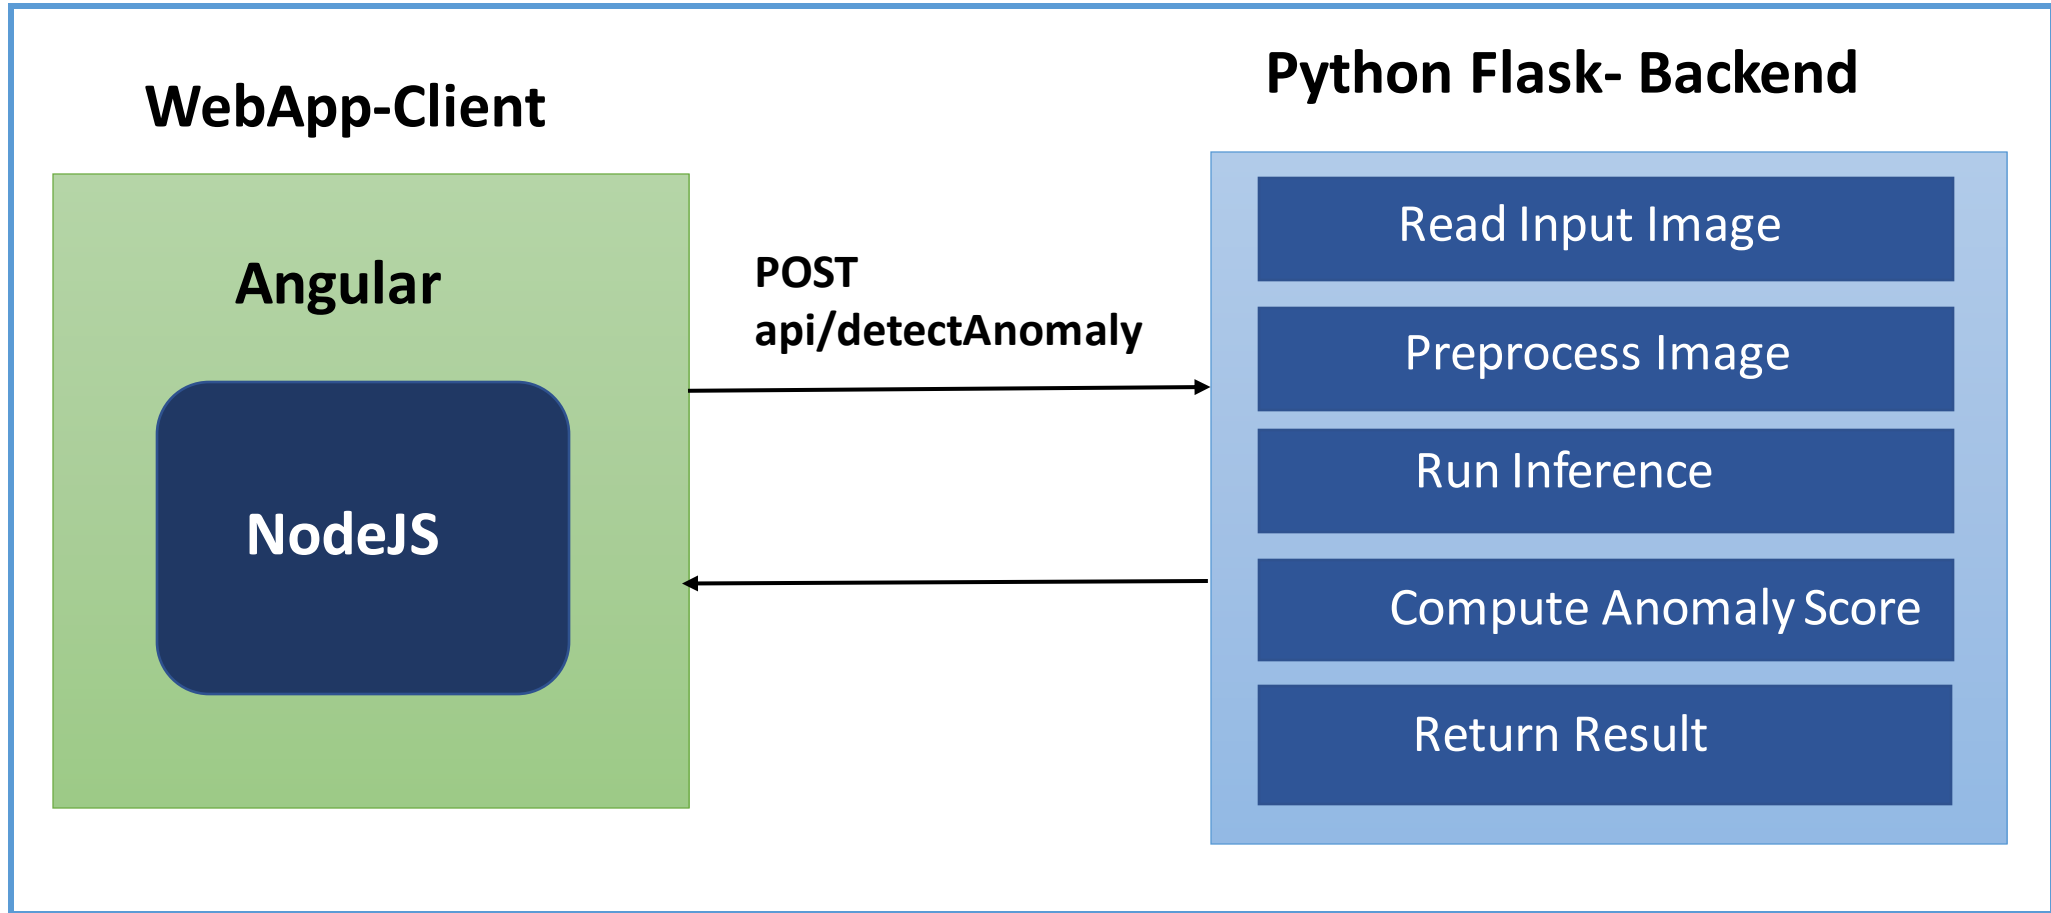 WebApp-Client
Angular
NodeJS
POST
api/detectAnomaly
Python Flask- Backend
Read Input Image
Preprocess Image
Run Inference
Compute Anomaly Score
Return Result